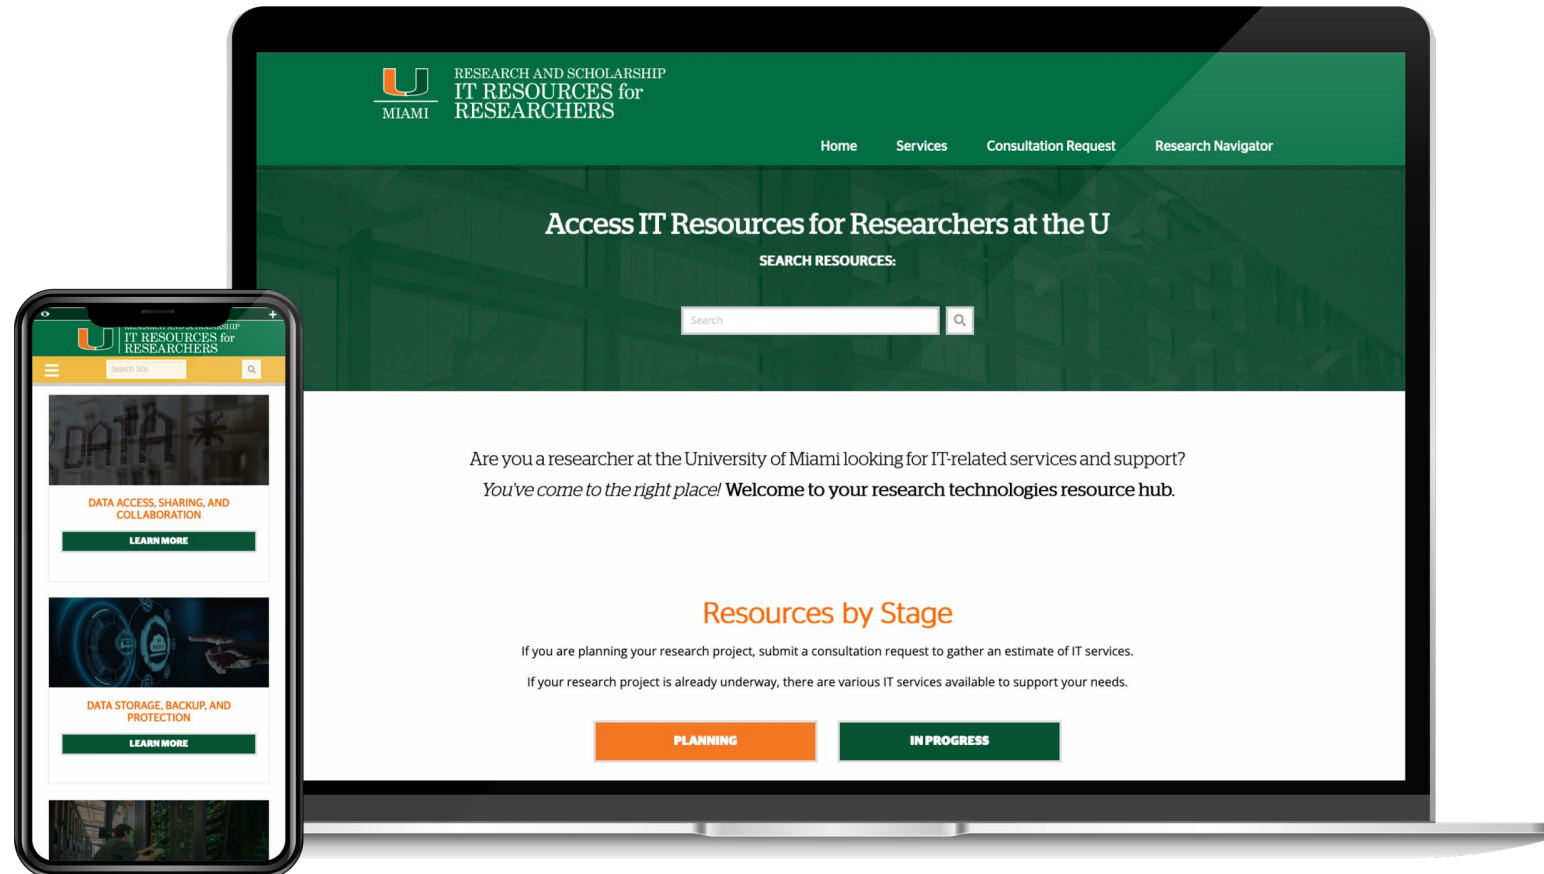 MIAMI
RESEARCH AND SCHOLARSHIP
IT RESOURCES for
RESEARCHERS
Home Services Consultation Request Research Navigator
Access IT Resources for Researchers at the U
SEARCH RESOURCES:
Search
Are you a researcher at the University of Miami looking for IT-related services and support?
You've come to the right place! Welcome to your research technologies resource hub.
Resources by Stage
If you are planning your research project, submit a consultation request to gather an estimate of IT services.
If your research project is already underway, there are various IT services available to support your needs.
PLANNING IN PROGRESS
RESEARCH AND SCHOLARSHIP
IT RESOURCES for
RESEARCHERS
Search Site
DATA*
DATA ACCESS, SHARING, AND
COLLABORATION
LEARN MORE
DATA STORAGE, BACKUP, AND
PROTECTION
LEARN MORE